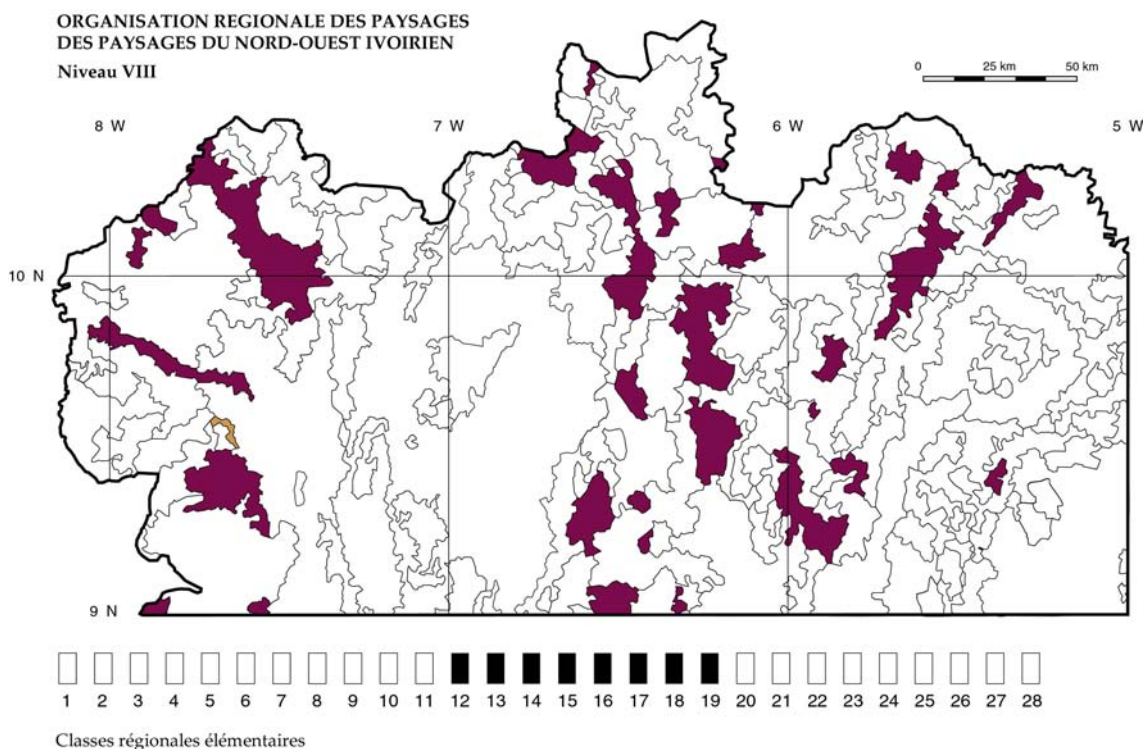 ORGANISATION REGIONALE DES PAYSAGES
DES PAYSAGES DU NORD-OUEST IVOIRIEN
Niveau VIII
0 25 km 50 km
8 W 7 W 6 W 5 W
10 N
9 N
1 2 3 4 5 6 7 8 9 10 11 12 13 14 15 16 17 18 19 20 21 22 23 24 25 26 27 28
Classes régionales élémentaires